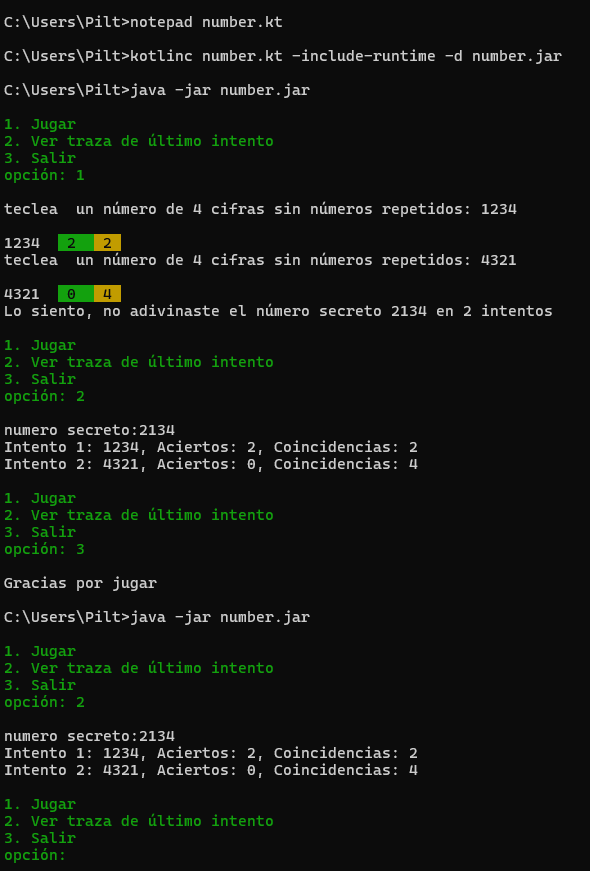 C:\Users\Pilt>notepad number.kt
C:\Users\Pilt>kotlinc number.kt -include-runtime -d number.jar
C:\Users\Pilt>java -jar number.jar
1. Jugar
2. Ver traza de último intento
3. Salir
opción: 1
teclea  un número de 4 cifras sin números repetidos: 1234
1234  2  2
teclea  un número de 4 cifras sin números repetidos: 4321
4321  0  4
Lo siento, no adivinaste el número secreto 2134 en 2 intentos
1. Jugar
2. Ver traza de último intento
3. Salir
opción: 2
numero secreto:2134
Intento 1: 1234, Aciertos: 2, Coincidencias: 2
Intento 2: 4321, Aciertos: 0, Coincidencias: 4
1. Jugar
2. Ver traza de último intento
3. Salir
opción: 3
Gracias por jugar
C:\Users\Pilt>java -jar number.jar
1. Jugar
2. Ver traza de último intento
3. Salir
opción: 2
numero secreto:2134
Intento 1: 1234, Aciertos: 2, Coincidencias: 2
Intento 2: 4321, Aciertos: 0, Coincidencias: 4
1. Jugar
2. Ver traza de último intento
3. Salir
opción: